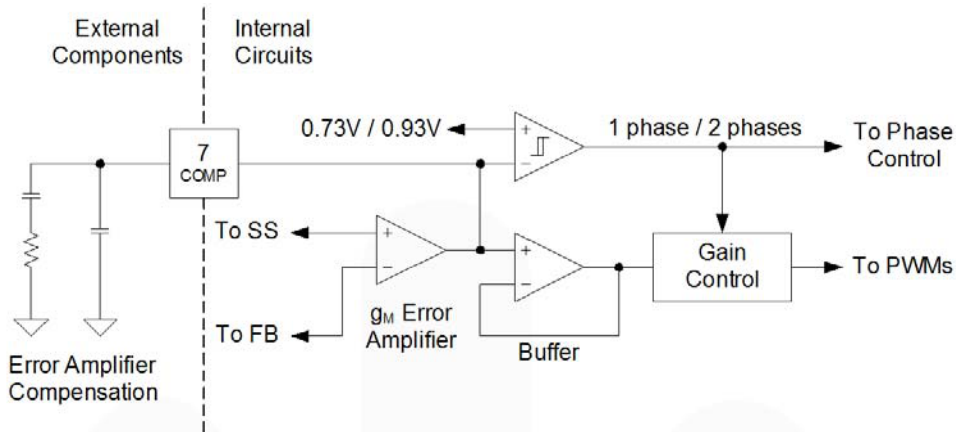 External
Components
Internal
Circuits
0.73V / 0.93V
+
−
1 phase / 2 phases
To Phase
Control
7
COMP
To SS
+
−
+
−
Gain
Control
To PWMs
To FB
gM Error
Amplifier
Buffer
Error Amplifier
Compensation